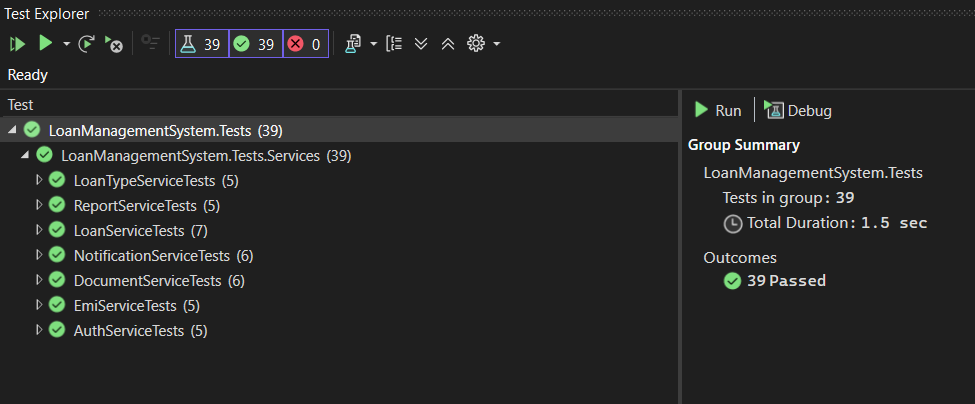 Test Explorer
39 39 0
Ready
Test
LoanManagementSystem.Tests (39)
LoanManagementSystem.Tests.Services (39)
LoanTypeServiceTests (5)
ReportServiceTests (5)
LoanServiceTests (7)
NotificationServiceTests (6)
DocumentServiceTests (6)
EmiServiceTests (5)
AuthServiceTests (5)
Run Debug
Group Summary
LoanManagementSystem.Tests
Tests in group: 39
Total Duration: 1.5 sec
Outcomes
39 Passed